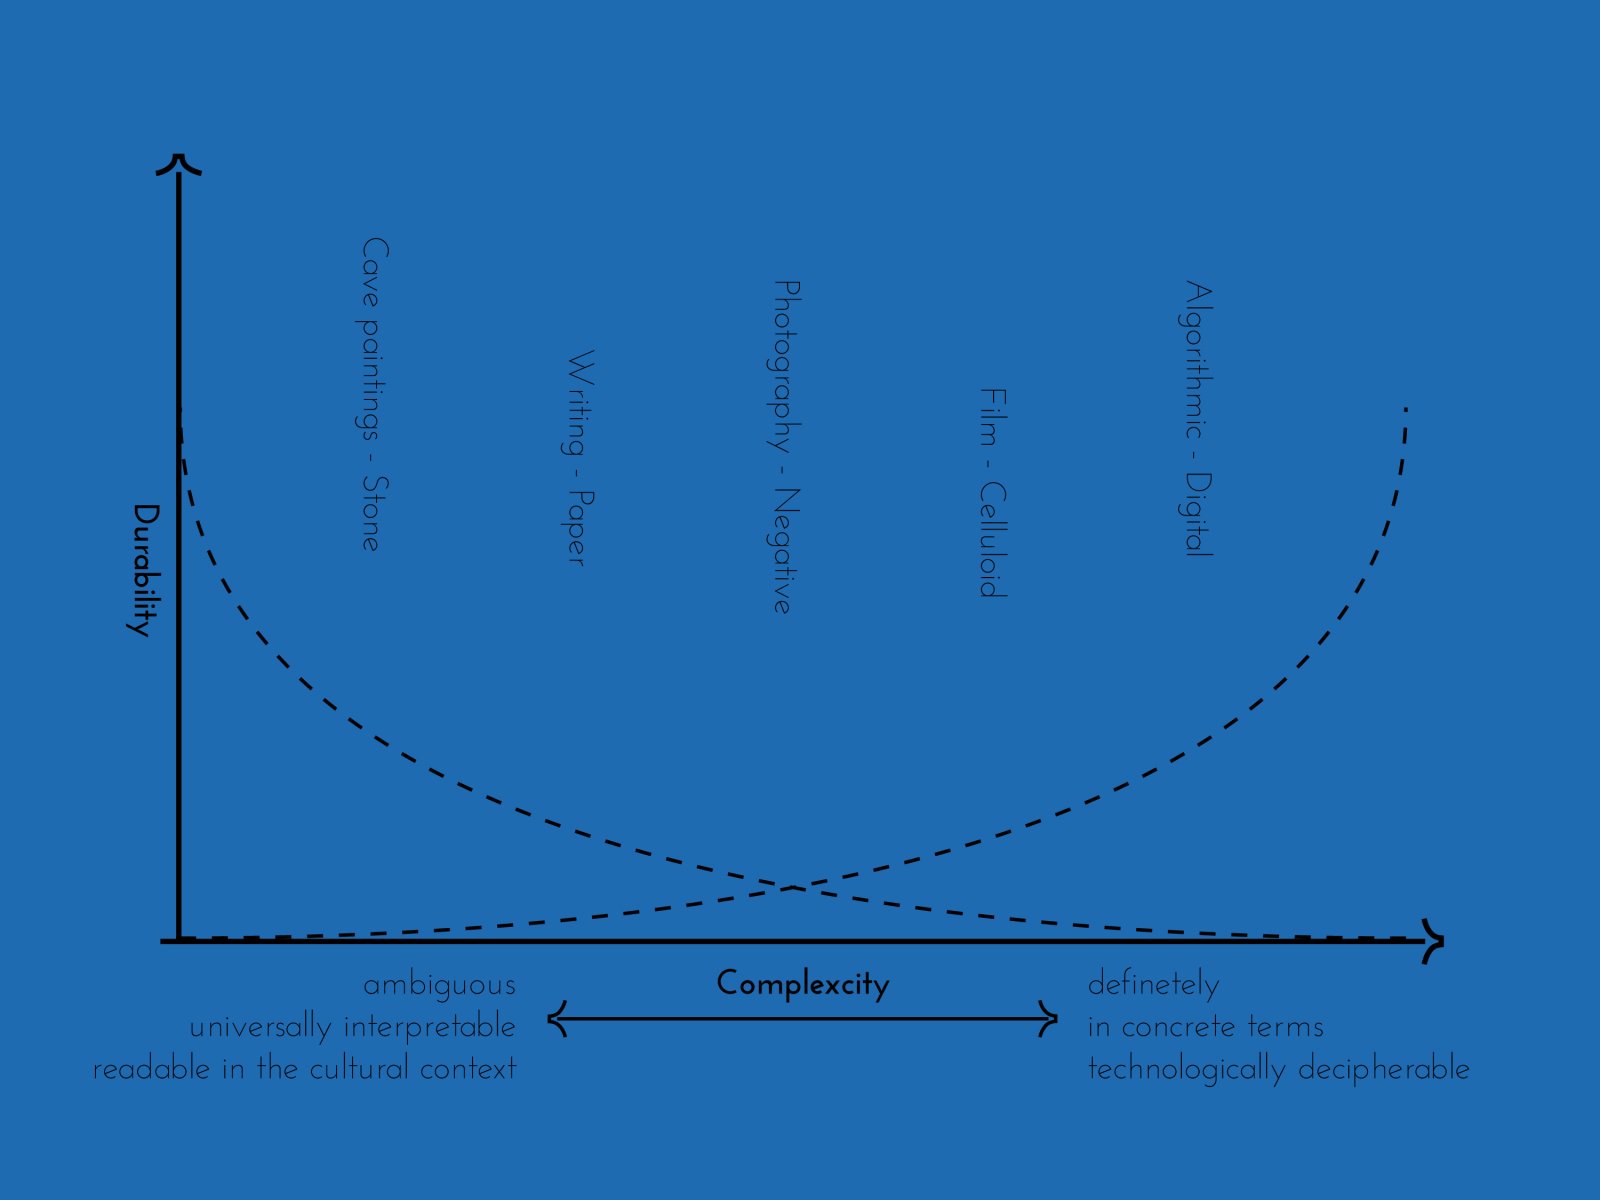 Durability
Cave paintings - Stone
Writing - Paper
Photography - Negative
Film - Celluloid
Algorithmic - Digital
Complexcity
ambiguous
universally interpretable
readable in the cultural context
definetely
in concrete terms
technologically decipherable